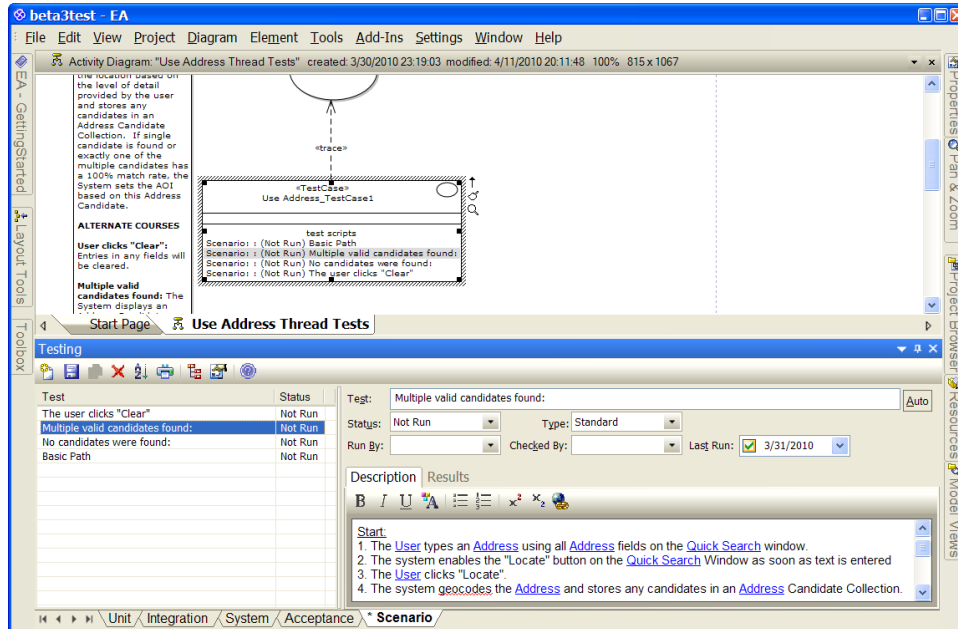 beta3test - EA
File Edit View Project Diagram Element Tools Add-Ins Settings Window Help
Activity Diagram: "Use Address Thread Tests" created: 3/30/2010 23:19:03 modified: 4/11/2010 20:11:48 100% 815 x 1067
EA - GettingStarted
Layout Tools
Toolbox
the location based on
the level of detail
provided by the user
and stores any
candidates in an
Address Candidate
Collection. If single
candidate is found or
exactly one of the
multiple candidates has
a 100% match rate, the
System sets the AOI
based on this Address
Candidate.
ALTERNATE COURSES
User clicks "Clear":
Entries in any fields will
be cleared.
Multiple valid
candidates found: The
System displays an
«trace»
«TestCase»
Use Address_TestCase1
test scripts
Scenario: : (Not Run) Basic Path
Scenario: : (Not Run) Multiple valid candidates found:
Scenario: : (Not Run) No candidates were found:
Scenario: : (Not Run) The user clicks "Clear"
Properties
Pan & Zoom
Project Browser
Resources
Model Views
Start Page
Use Address Thread Tests
Testing
Test Status
The user clicks "Clear" Not Run
Multiple valid candidates found: Not Run
No candidates were found: Not Run
Basic Path Not Run
Test: Multiple valid candidates found: Auto
Status: Not Run Type: Standard
Run By: Checked By: Last Run: 3/31/2010
Description Results
B I U A x² x₂
Start:
1. The User types an Address using all Address fields on the Quick Search window.
2. The system enables the "Locate" button on the Quick Search Window as soon as text is entered
3. The User clicks "Locate".
4. The system geocodes the Address and stores any candidates in an Address Candidate Collection.
Unit Integration System Acceptance * Scenario